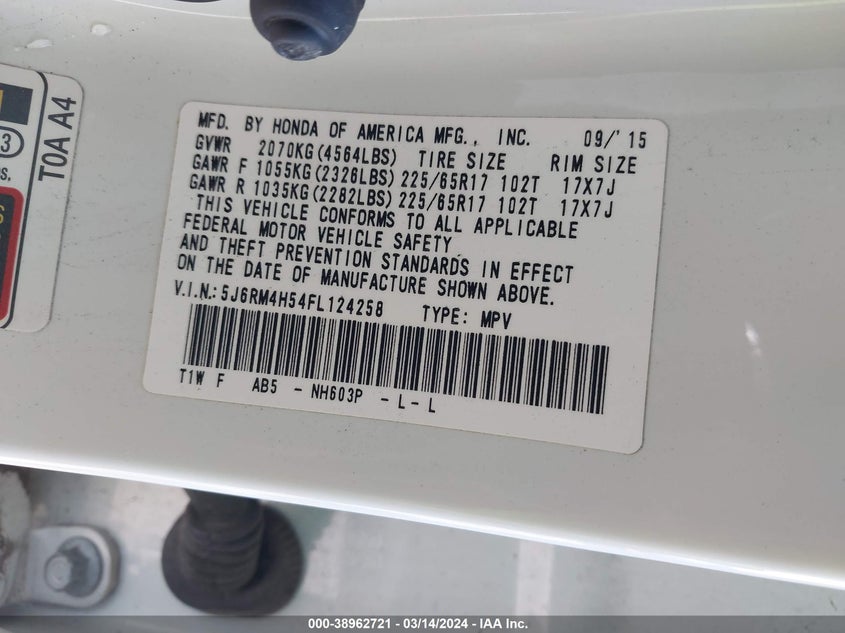 3
T0A A4
MFD. BY HONDA OF AMERICA MFG., INC. 09/'15
GVWR 2070KG(4564LBS) TIRE SIZE RIM SIZE
GAWR F 1055KG(2326LBS) 225/65R17 102T 17X7J
GAWR R 1035KG(2282LBS) 225/65R17 102T 17X7J
THIS VEHICLE CONFORMS TO ALL APPLICABLE
FEDERAL MOTOR VEHICLE SAFETY
AND THEFT PREVENTION STANDARDS IN EFFECT
ON THE DATE OF MANUFACTURE SHOWN ABOVE.
V.I.N.: 5J6RM4H54FL124258 TYPE: MPV
T1W F AB5 - NH603P - L - L
000-38962721 - 03/14/2024 - IAA Inc.